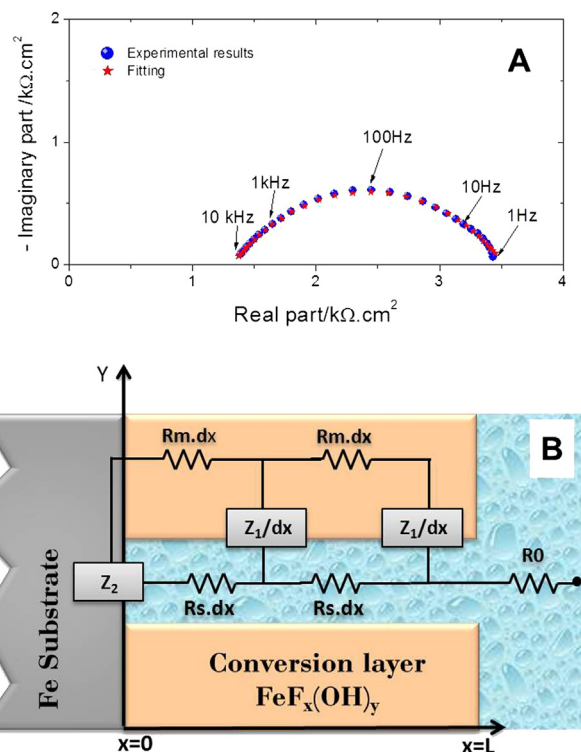 2
A
Experimental results
Fitting
- Imaginary part /kΩ.cm²
1
100Hz
1kHz
10Hz
10 kHz
1Hz
0
0 1 2 3 4
Real part/kΩ.cm²
Y
B
Rm.dx Rm.dx
Z₁/dx Z₁/dx
R0
Z₂
Rs.dx Rs.dx
Fe Substrate
Conversion layer
FeFₓ(OH)ᵧ
x=0 x=L